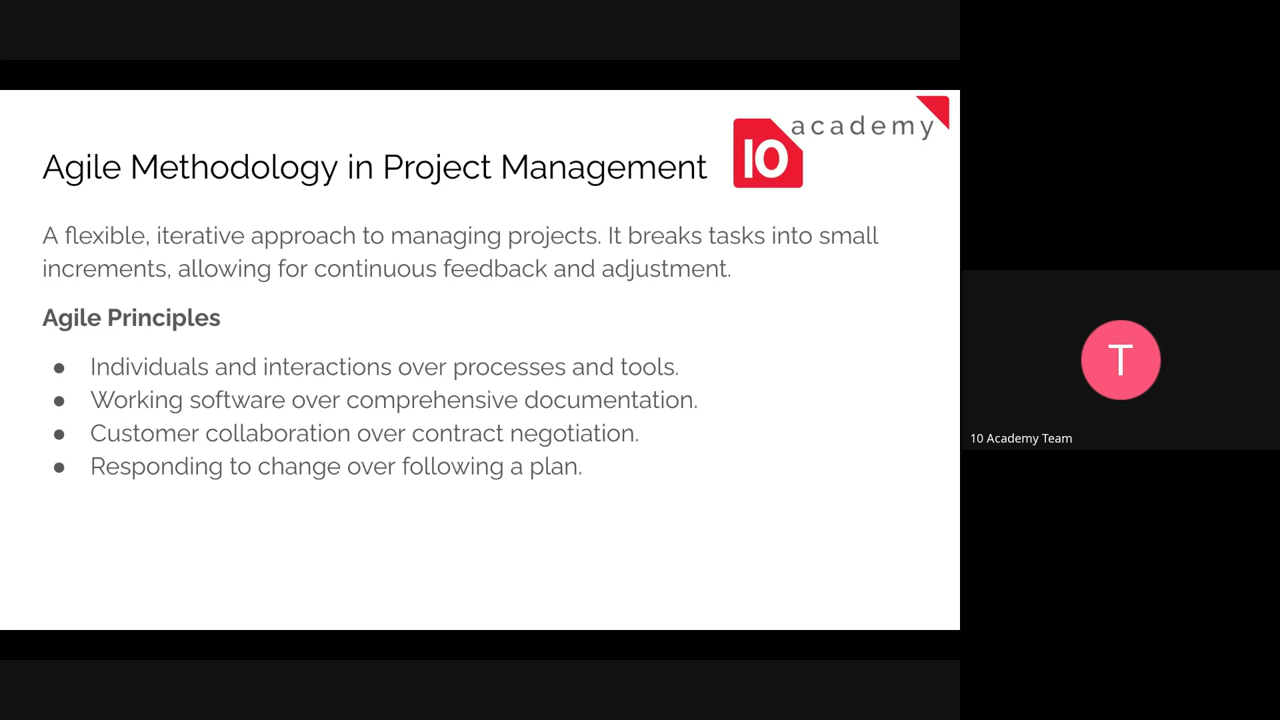 academy
10
Agile Methodology in Project Management
A flexible, iterative approach to managing projects. It breaks tasks into small
increments, allowing for continuous feedback and adjustment.
Agile Principles
● Individuals and interactions over processes and tools.
● Working software over comprehensive documentation.
● Customer collaboration over contract negotiation.
● Responding to change over following a plan.
T
10 Academy Team